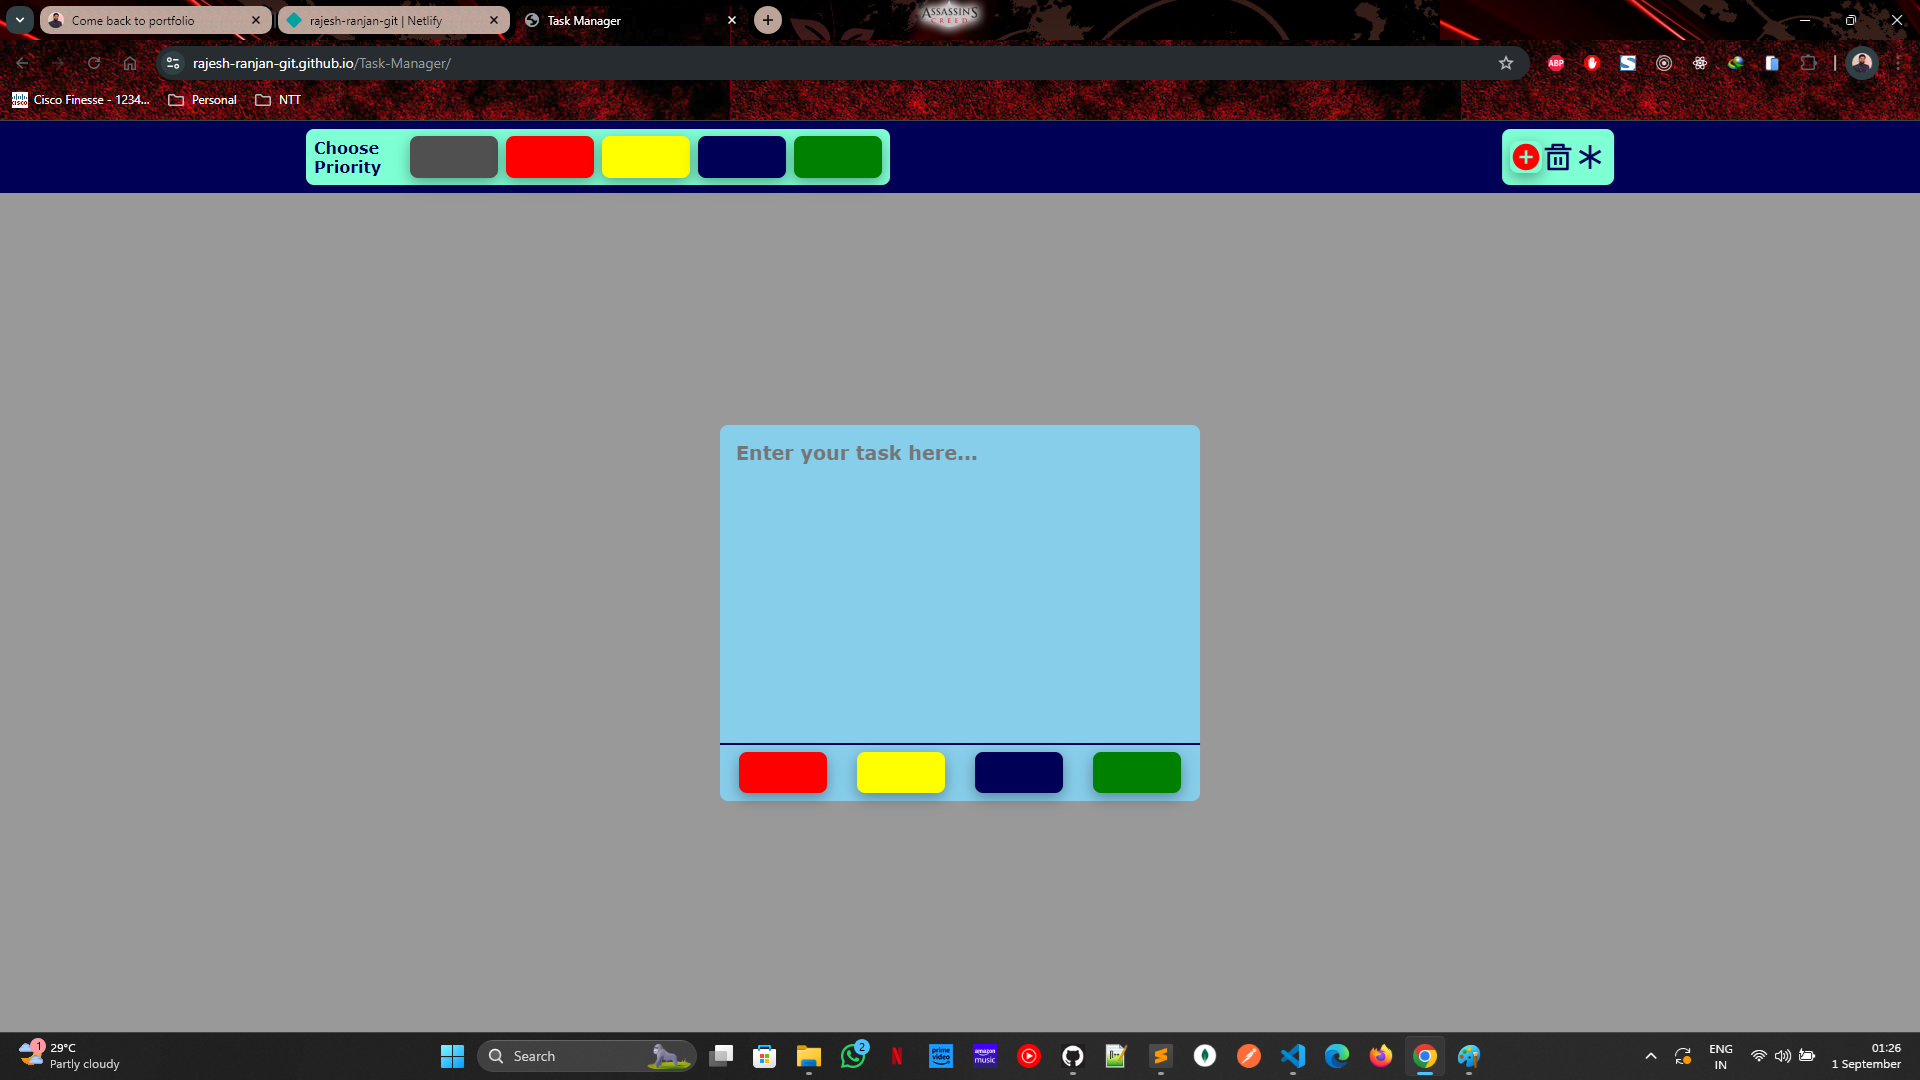 Come back to portfolio
rajesh-ranjan-git | Netlify
Task Manager
ASSASSIN'S
CREED
rajesh-ranjan-git.github.io/Task-Manager/
ABP
Cisco Finesse - 1234...
Personal
NTT
Choose
Priority
Enter your task here...
1
29°C
Partly cloudy
Search
2
prime
video
amazon
music
ENG
IN
01:26
1 September